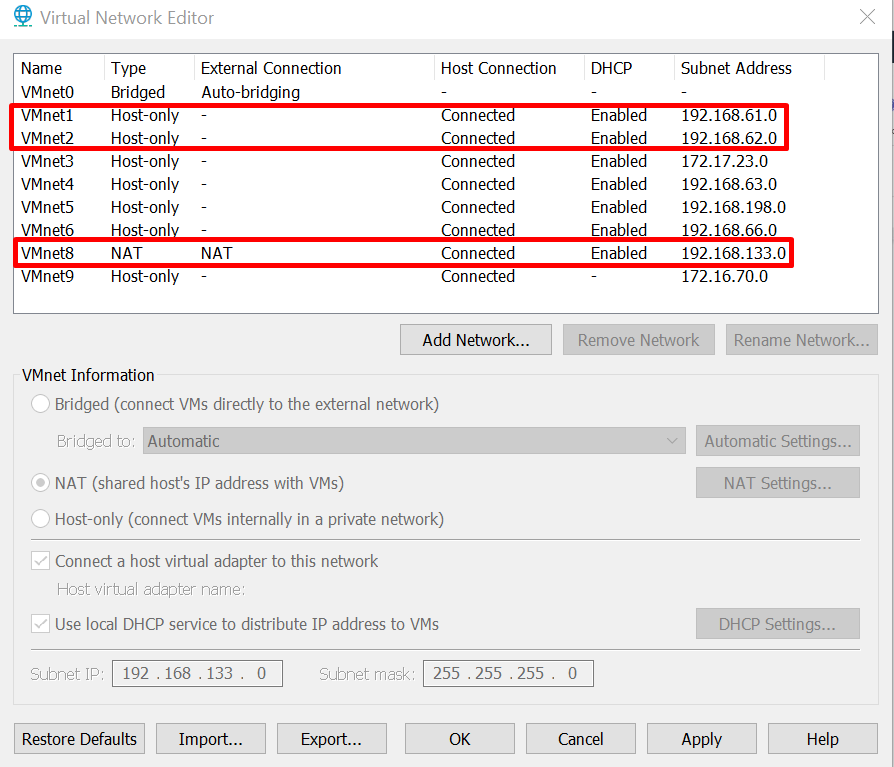 Virtual Network Editor
Name Type External Connection Host Connection DHCP Subnet Address
VMnet0 Bridged Auto-bridging - - -
VMnet1 Host-only - Connected Enabled 192.168.61.0
VMnet2 Host-only - Connected Enabled 192.168.62.0
VMnet3 Host-only - Connected Enabled 172.17.23.0
VMnet4 Host-only - Connected Enabled 192.168.63.0
VMnet5 Host-only - Connected Enabled 192.168.198.0
VMnet6 Host-only - Connected Enabled 192.168.66.0
VMnet8 NAT NAT Connected Enabled 192.168.133.0
VMnet9 Host-only - Connected - 172.16.70.0
Add Network... Remove Network Rename Network...
VMnet Information
Bridged (connect VMs directly to the external network)
Bridged to: Automatic Automatic Settings...
NAT (shared host's IP address with VMs) NAT Settings...
Host-only (connect VMs internally in a private network)
Connect a host virtual adapter to this network
Host virtual adapter name:
Use local DHCP service to distribute IP address to VMs DHCP Settings...
Subnet IP: 192 . 168 . 133 . 0 Subnet mask: 255 . 255 . 255 . 0
Restore Defaults Import... Export... OK Cancel Apply Help